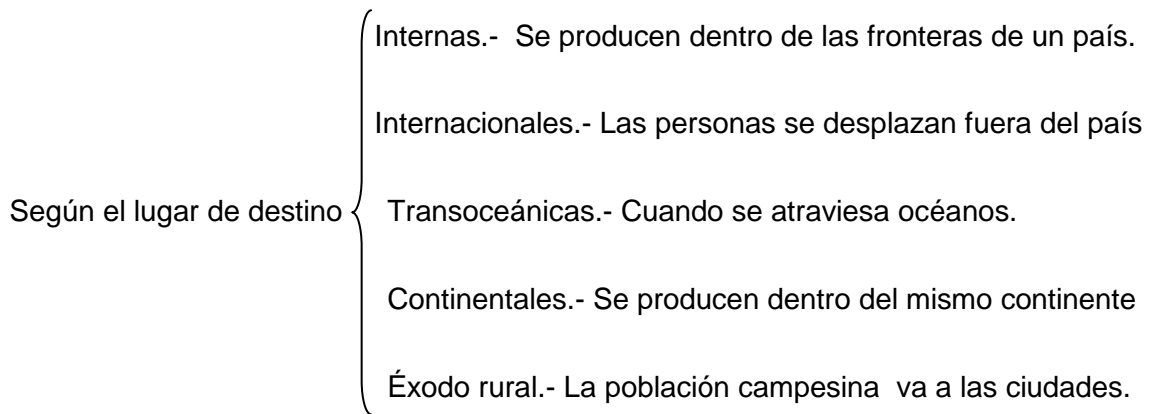 Internas.-  Se producen dentro de las fronteras de un país.
Internacionales.- Las personas se desplazan fuera del país
Según el lugar de destino
Transoceánicas.- Cuando se atraviesa océanos.
Continentales.- Se producen dentro del mismo continente
Éxodo rural.- La población campesina  va a las ciudades.